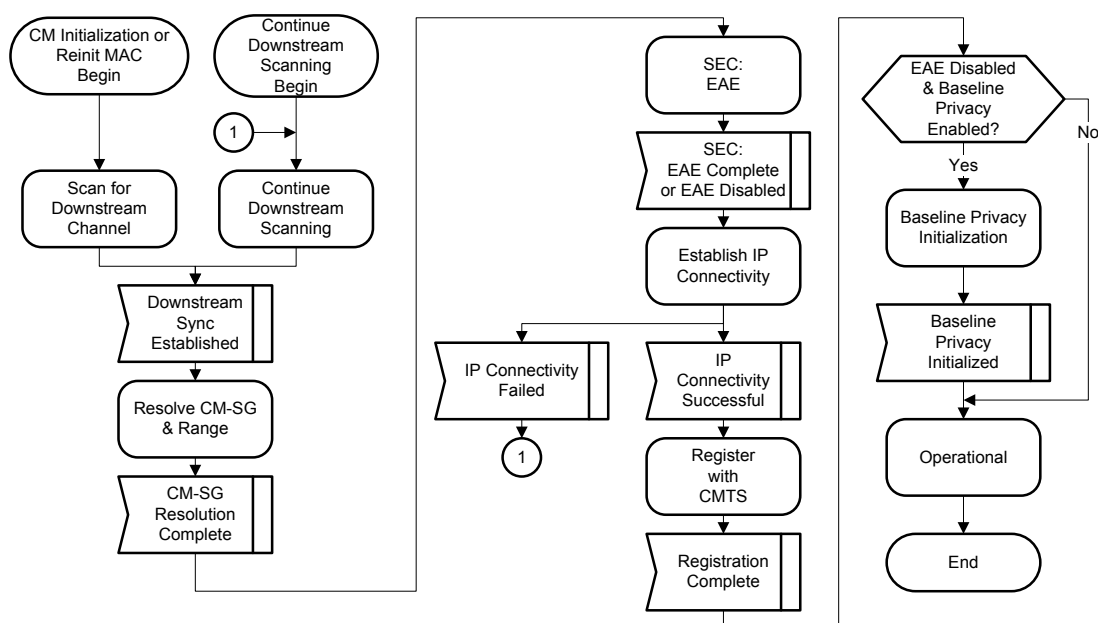 CM Initialization or
Reinit MAC
Begin
Continue
Downstream
Scanning
Begin
1
Scan for
Downstream
Channel
Continue
Downstream
Scanning
Downstream
Sync
Established
Resolve CM-SG
& Range
CM-SG
Resolution
Complete
SEC:
EAE
SEC:
EAE Complete
or EAE Disabled
Establish IP
Connectivity
IP Connectivity
Failed
1
IP
Connectivity
Successful
Register
with
CMTS
Registration
Complete
EAE Disabled
& Baseline
Privacy
Enabled?
No
Yes
Baseline Privacy
Initialization
Baseline
Privacy
Initialized
Operational
End